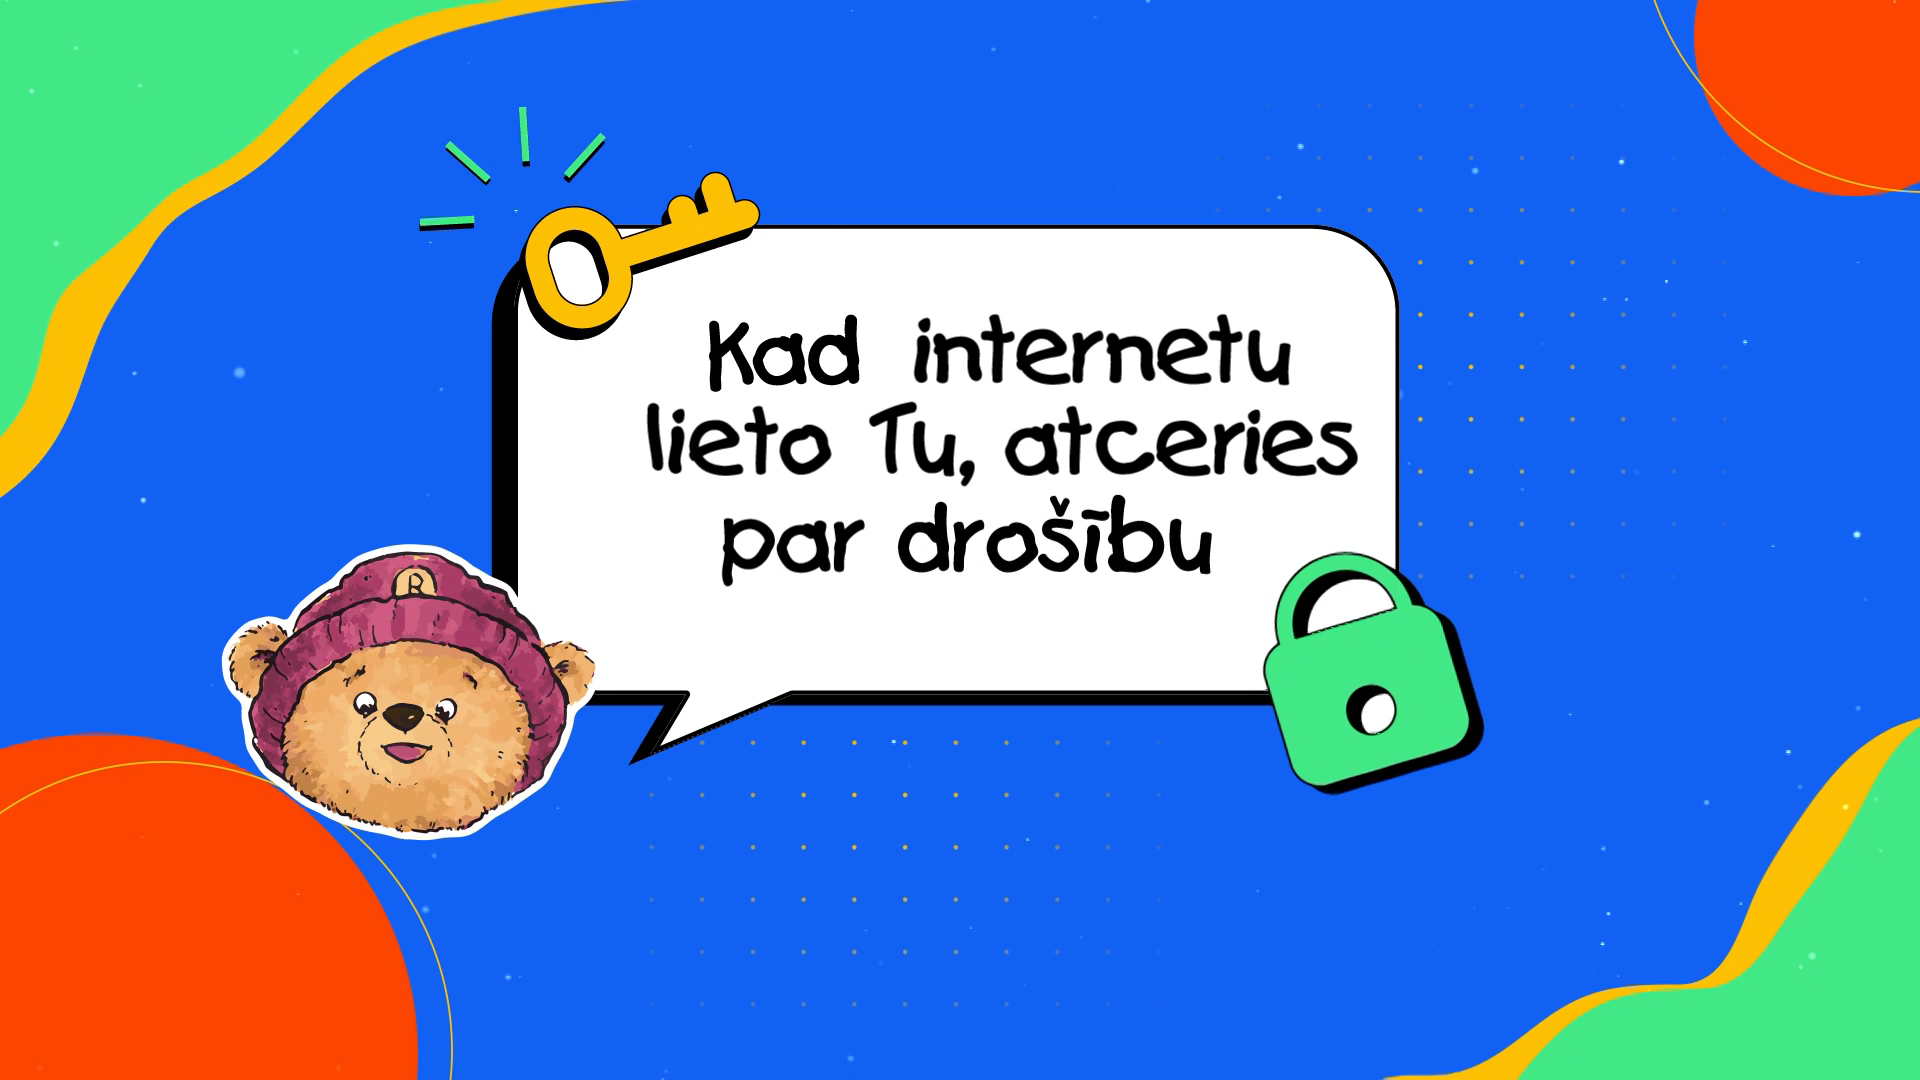 Kad internetu
lieto Tu, atceries
par drošību
R